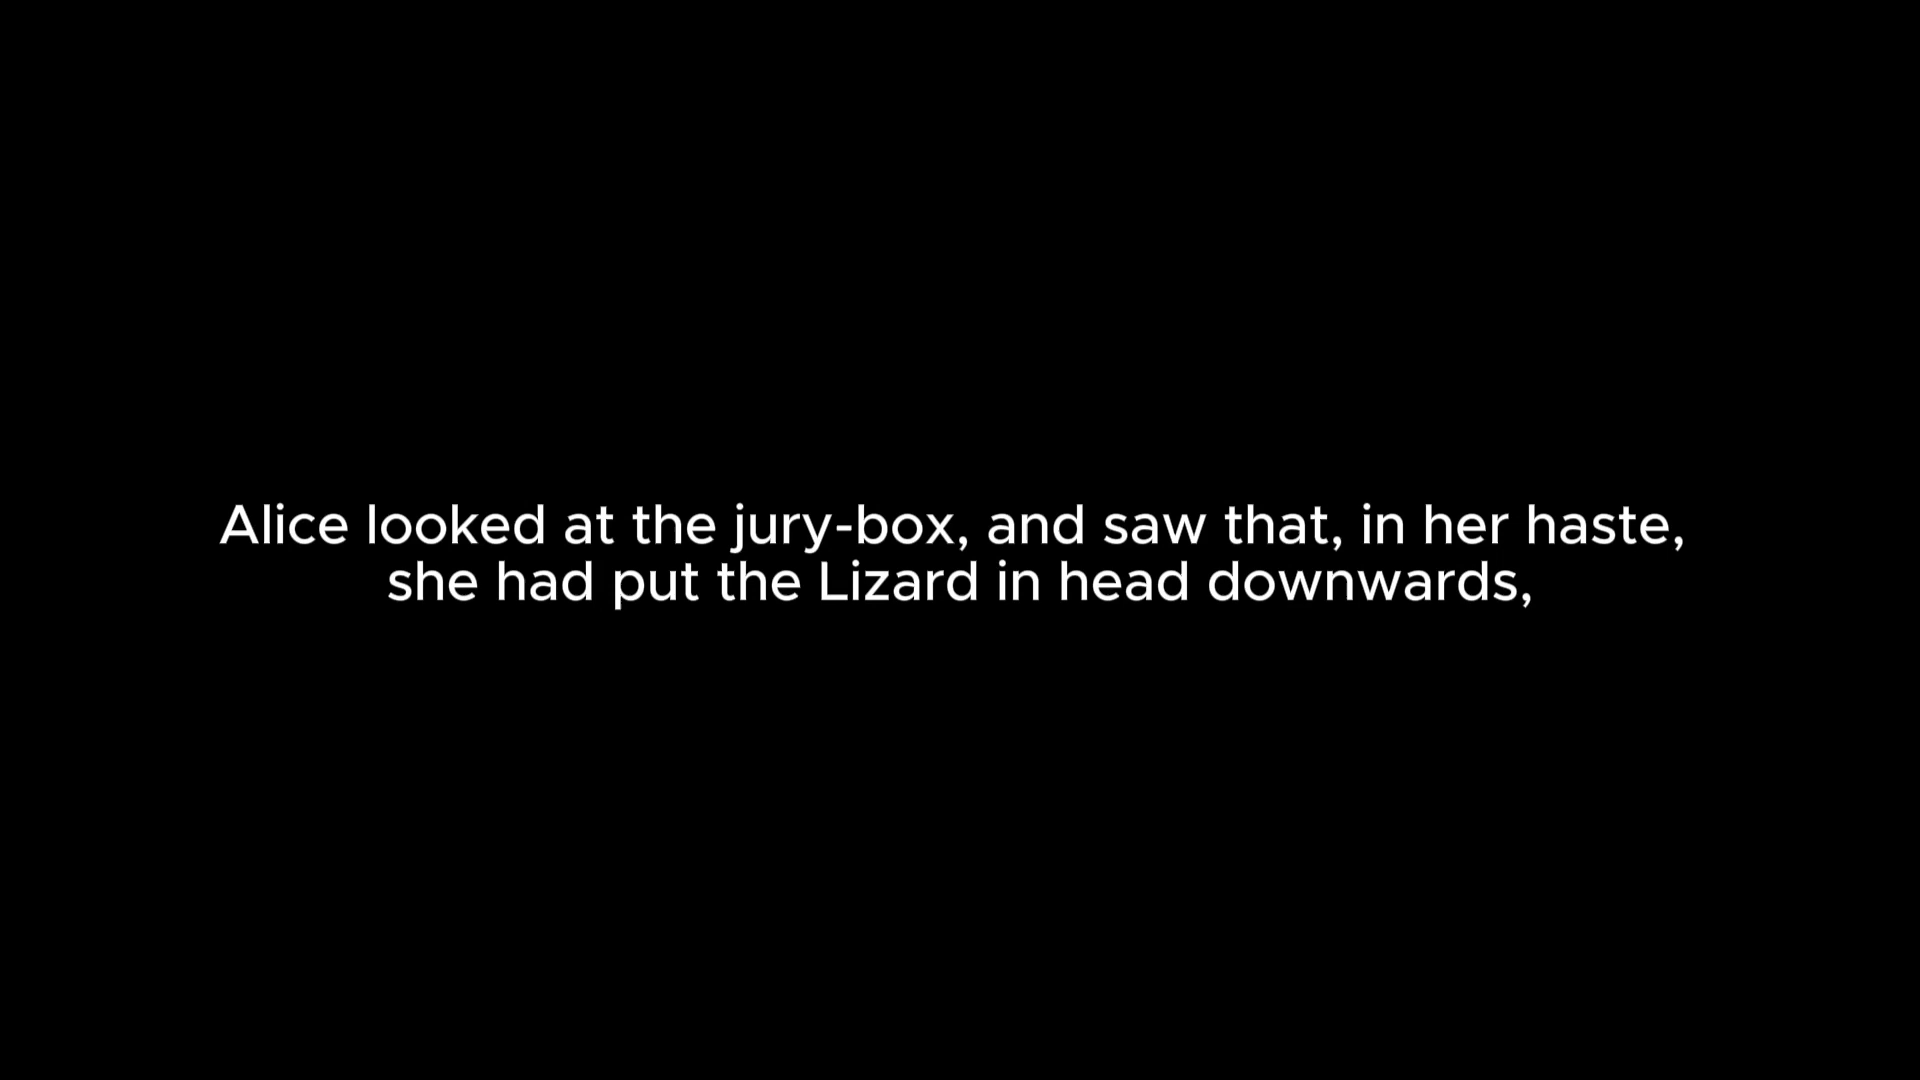 Alice looked at the jury-box, and saw that, in her haste,
she had put the Lizard in head downwards,